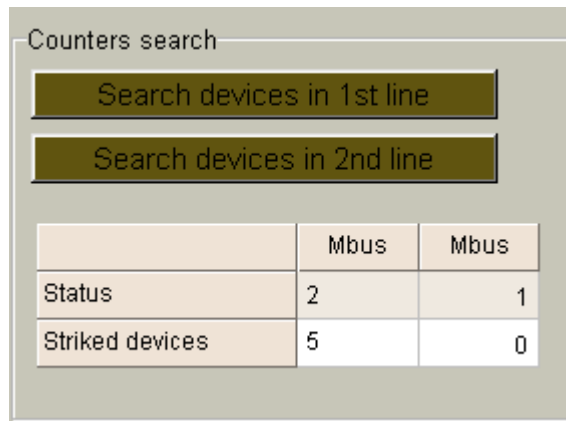 Counters search
Search devices in 1st line
Search devices in 2nd line
Mbus Mbus
Status 2 1
Striked devices 5 0